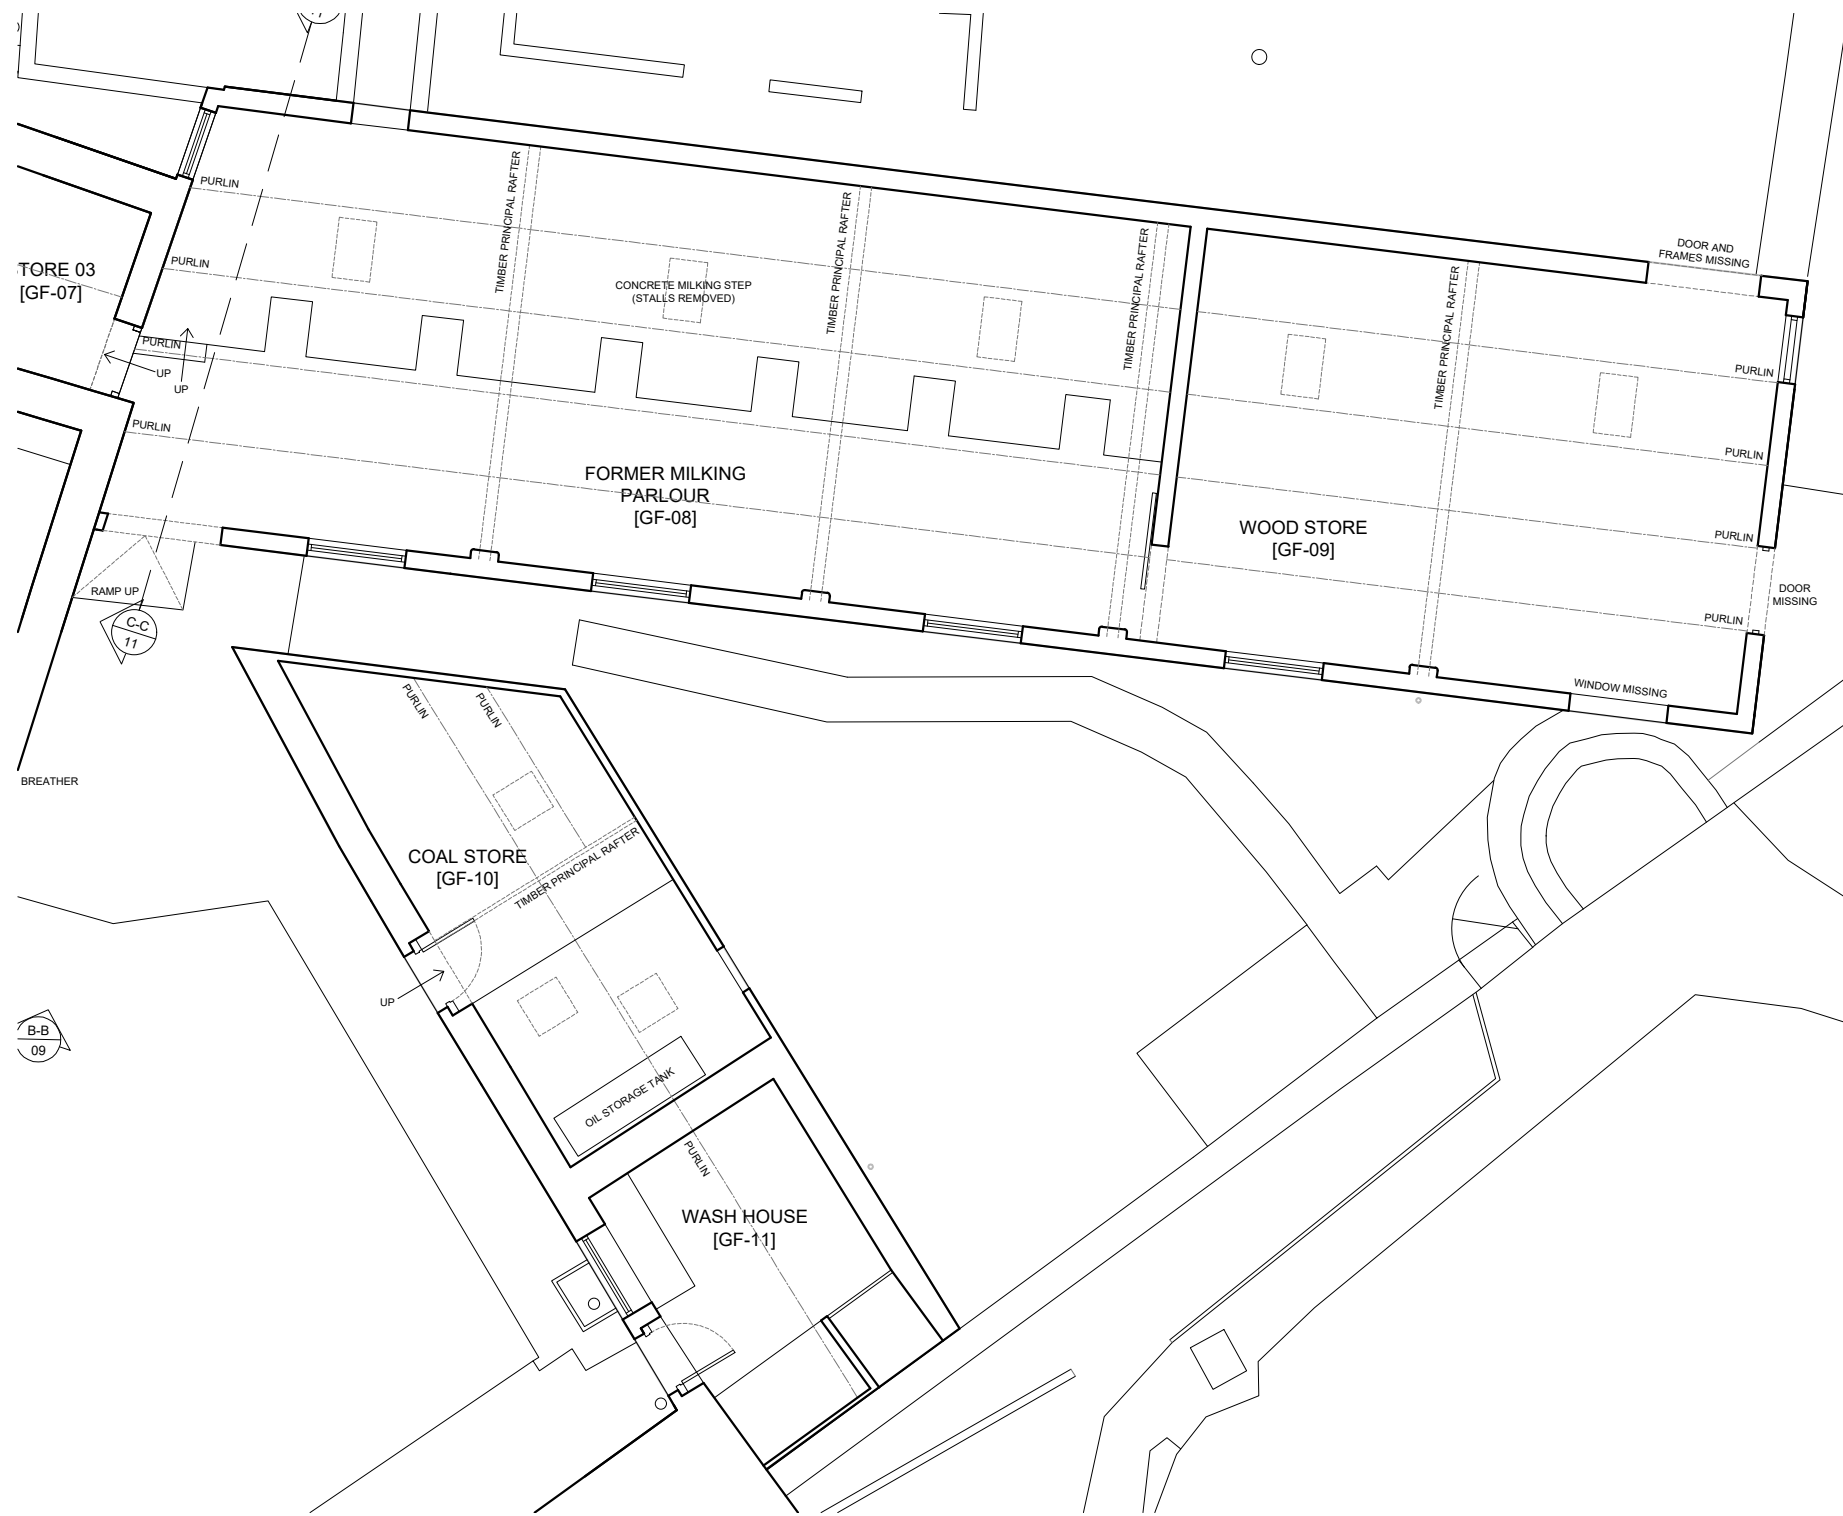 DOOR AND
FRAMES MISSING
PURLIN
TIMBER PRINCIPAL RAFTER
TIMBER PRINCIPAL RAFTER
TIMBER PRINCIPAL RAFTER
TIMBER PRINCIPAL RAFTER
PURLIN
TORE 03
[GF-07]
CONCRETE MILKING STEP
(STALLS REMOVED)
PURLIN
UP
UP
PURLIN
PURLIN
PURLIN
PURLIN
PURLIN
FORMER MILKING
PARLOUR
[GF-08]
WOOD STORE
[GF-09]
RAMP UP
DOOR
MISSING
C-C
11
WINDOW MISSING
PURLIN
PURLIN
BREATHER
COAL STORE
[GF-10]
TIMBER PRINCIPAL RAFTER
UP
B-B
09
OIL STORAGE TANK
PURLIN
WASH HOUSE
[GF-11]